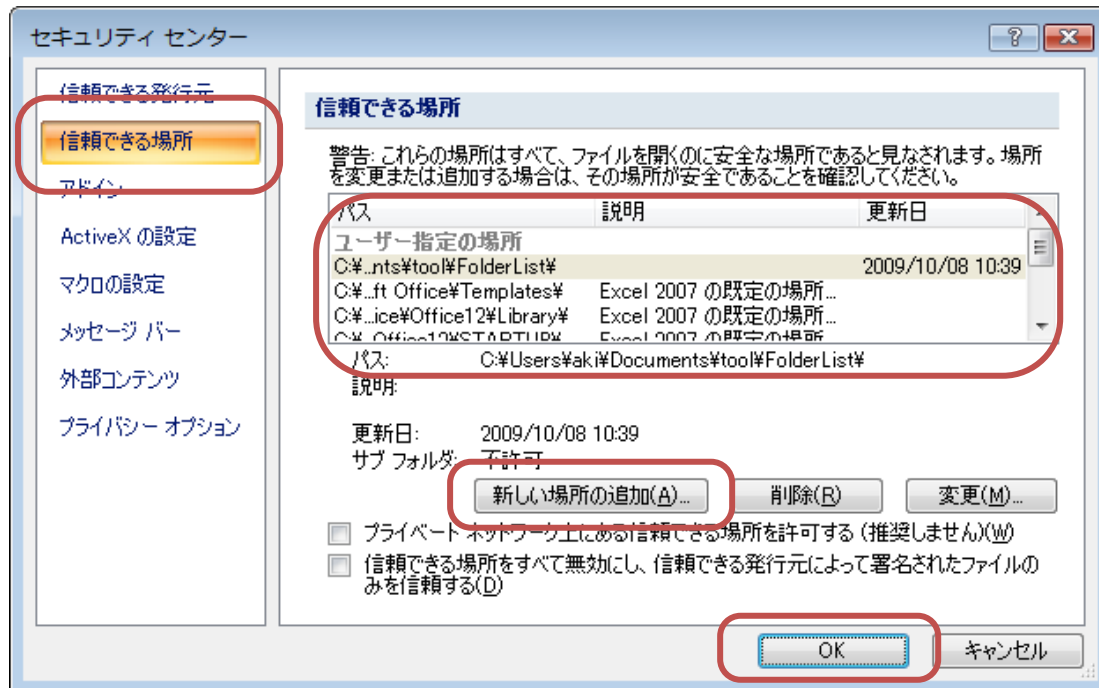 セキュリティ センター
信頼できる発行元
信頼できる場所
アドイン
ActiveX の設定
マクロの設定
メッセージ バー
外部コンテンツ
プライバシー オプション
信頼できる場所
警告: これらの場所はすべて、ファイルを開くのに安全な場所であると見なされます。場所
を変更または追加する場合は、その場所が安全であることを確認してください。
パス 説明 更新日
ユーザー指定の場所
C:¥...nts¥tool¥FolderList¥ 2009/10/08 10:39
C:¥...ft Office¥Templates¥ Excel 2007 の既定の場所...
C:¥...ice¥Office12¥Library¥ Excel 2007 の既定の場所...
C:¥...Office12¥STARTUP¥ Excel 2007 の既定の場所
パス: C:¥Users¥aki¥Documents¥tool¥FolderList¥
説明:
更新日: 2009/10/08 10:39
サブ フォルダ: 不許可
新しい場所の追加(A)... 削除(R) 変更(M)...
プライベート ネットワーク上にある信頼できる場所を許可する (推奨しません)(W)
信頼できる場所をすべて無効にし、信頼できる発行元によって署名されたファイルの
みを信頼する(D)
OK キャンセル